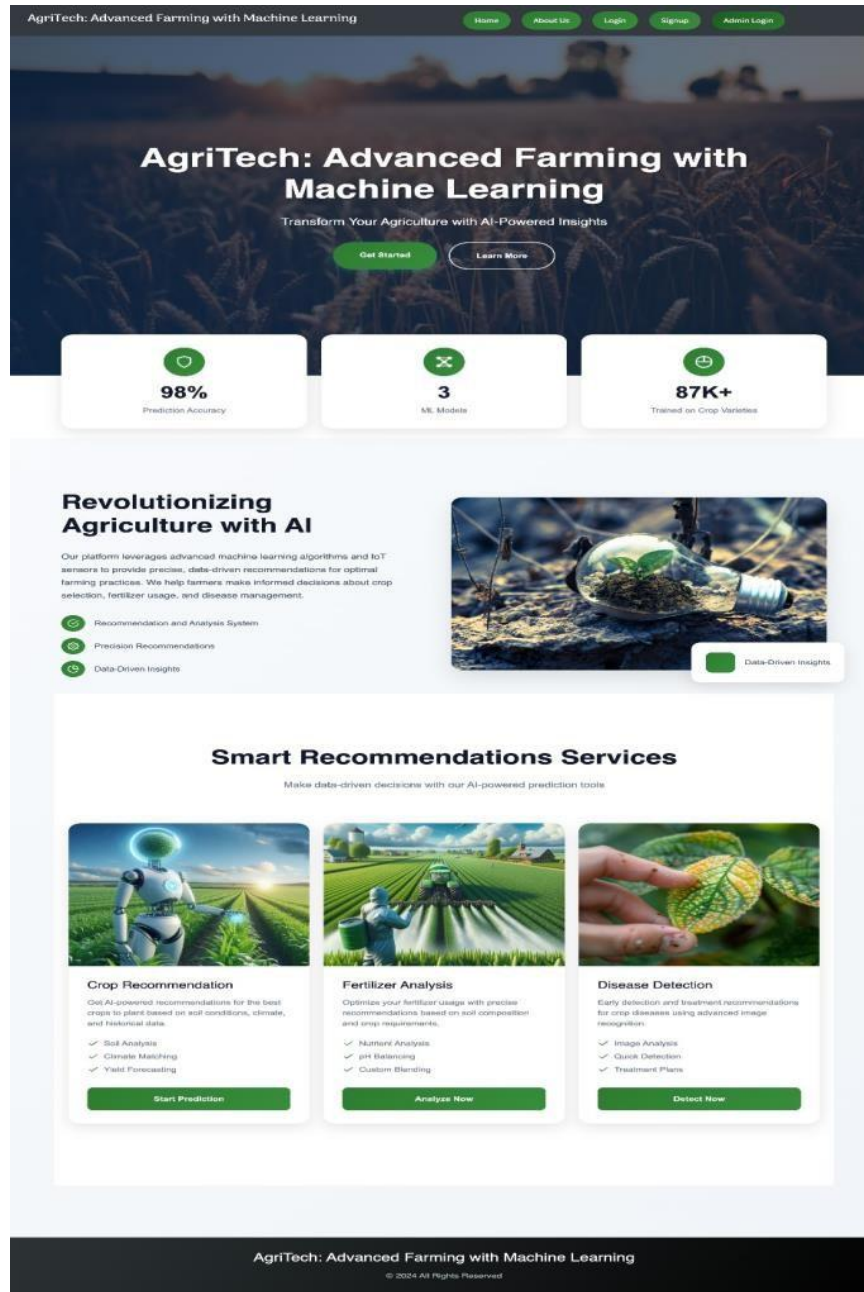 AgriTech: Advanced Farming with Machine Learning
Home
About Us
Login
Signup
Admin Login
AgriTech: Advanced Farming with
Machine Learning
Transform Your Agriculture with AI-Powered Insights
Get Started
Learn More
98%
Prediction Accuracy
3
ML Models
87K+
Trained on Crop Varieties
Revolutionizing
Agriculture with AI
Our platform leverages advanced machine learning algorithms and IoT
sensors to provide precise, data-driven recommendations for optimal
farming practices. We help farmers make informed decisions about crop
selection, fertilizer usage, and disease management.
Recommendation and Analysis System
Precision Recommendations
Data-Driven Insights
Data-Driven Insights
Smart Recommendations Services
Make data-driven decisions with our AI-powered prediction tools
Crop Recommendation
Get AI-powered recommendations for the best
crops to plant based on soil conditions, climate,
and historical data.
Soil Analysis
Climate Matching
Yield Forecasting
Start Prediction
Fertilizer Analysis
Optimize your fertilizer usage with precise
recommendations based on soil composition
and crop requirements.
Nutrient Analysis
pH Balancing
Custom Blending
Analyze Now
Disease Detection
Early detection and treatment recommendations
for crop diseases using advanced image
recognition.
Image Analysis
Quick Detection
Treatment Plans
Detect Now
AgriTech: Advanced Farming with Machine Learning
© 2024 All Rights Reserved